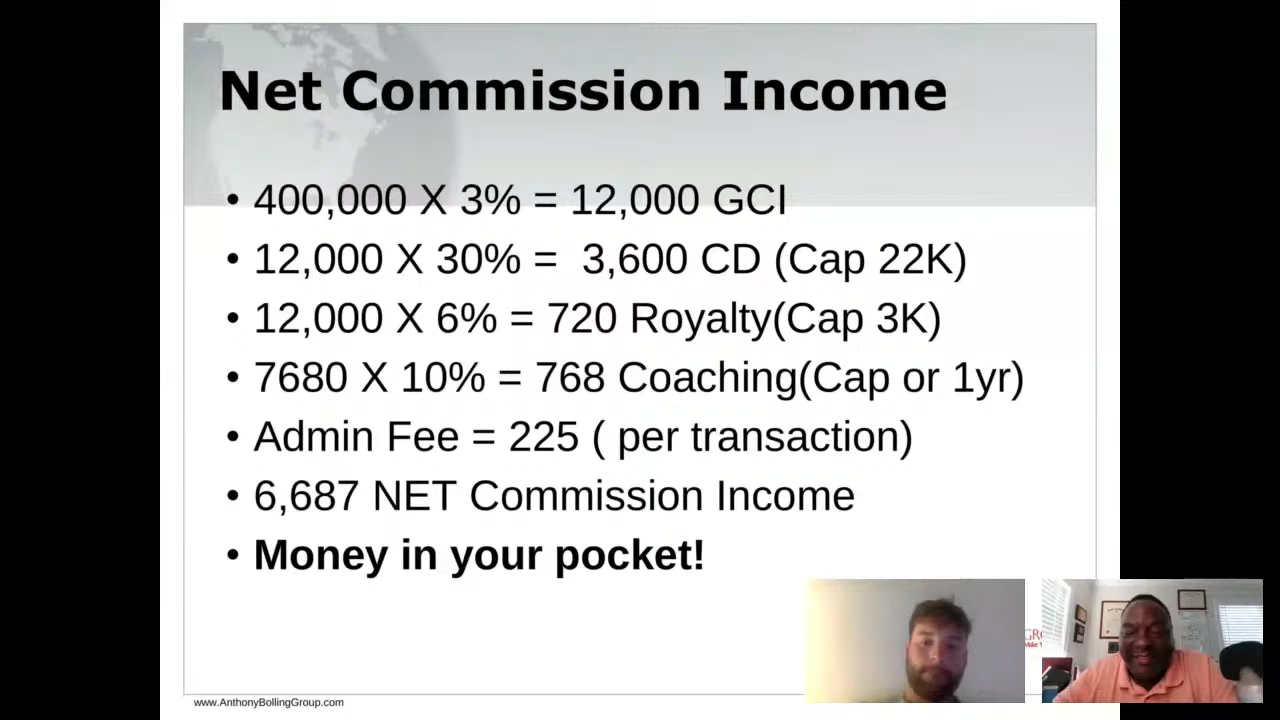 Net Commission Income
• 400,000 X 3% = 12,000 GCI
• 12,000 X 30% =  3,600 CD (Cap 22K)
• 12,000 X 6% = 720 Royalty(Cap 3K)
• 7680 X 10% = 768 Coaching(Cap or 1yr)
• Admin Fee = 225 ( per transaction)
• 6,687 NET Commission Income
• Money in your pocket!
www.AnthonyBollingGroup.com